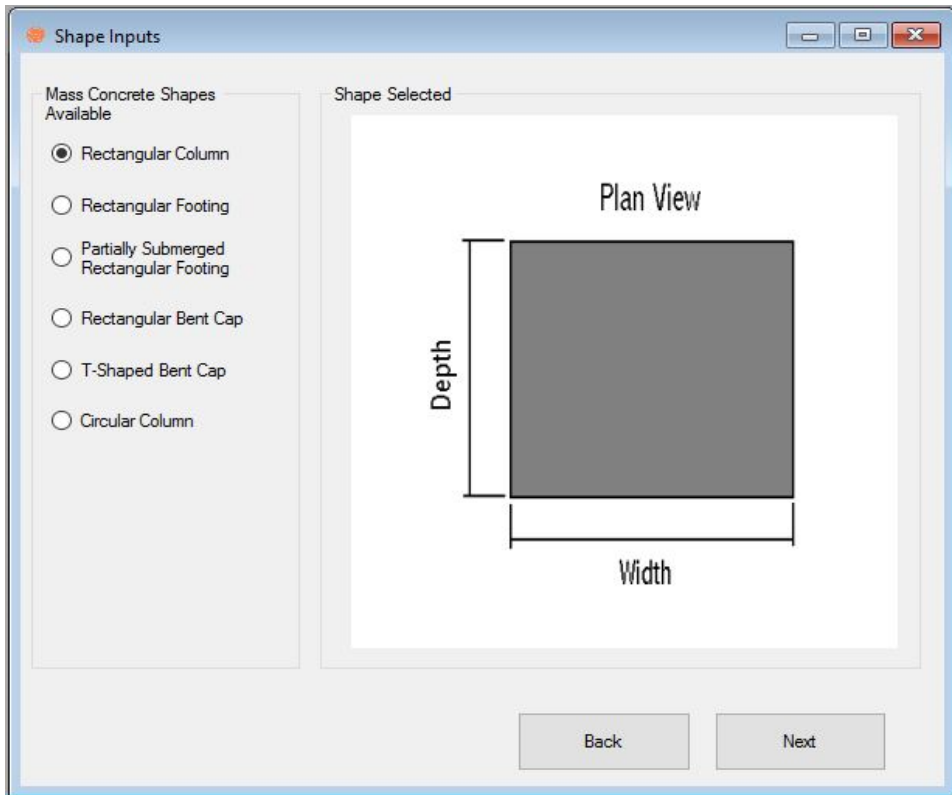 Shape Inputs
Mass Concrete Shapes
Available
Rectangular Column
Rectangular Footing
Partially Submerged
Rectangular Footing
Rectangular Bent Cap
T-Shaped Bent Cap
Circular Column
Shape Selected
Plan View
Depth
Width
Back
Next